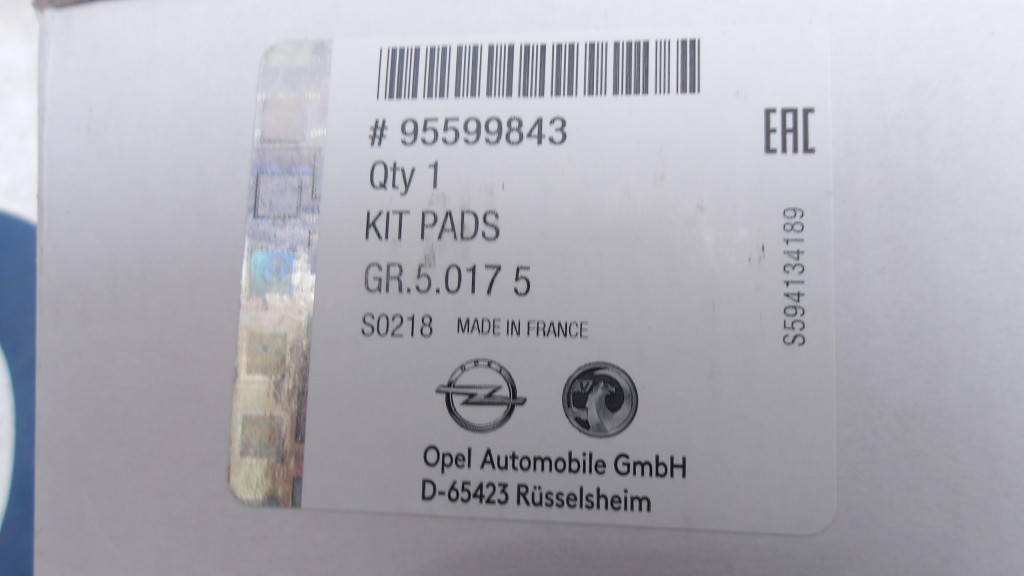 # 95599843
Qty 1
KIT PADS
GR.5.017 5
S0218 MADE IN FRANCE
Opel Automobile GmbH
D-65423 Rüsselsheim
EAC
S594134189